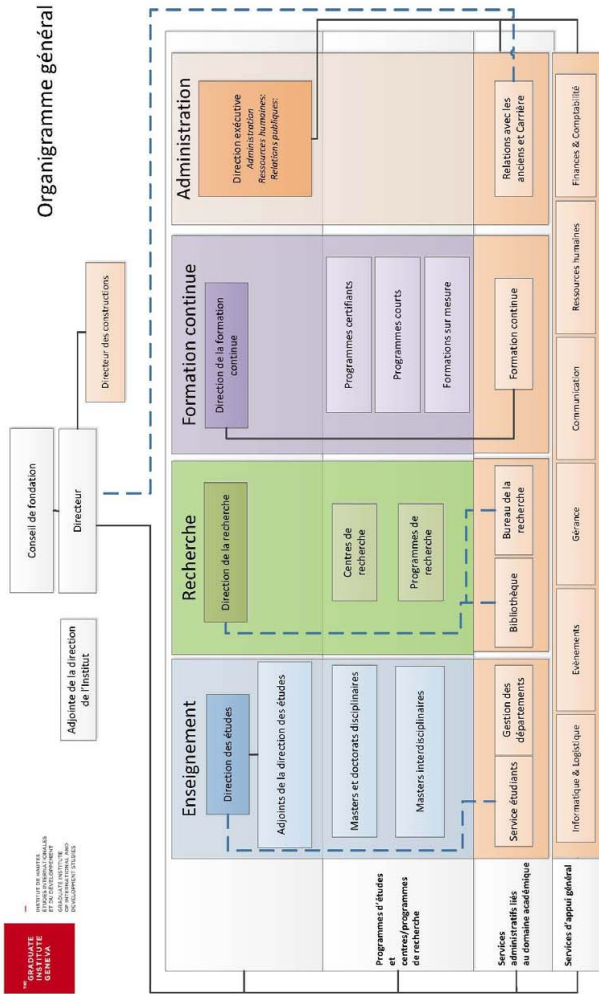 THE
GRADUATE
INSTITUTE
GENEVA
INSTITUT DE HAUTES
ÉTUDES INTERNATIONALES
ET DU DÉVELOPPEMENT
GRADUATE INSTITUTE
OF INTERNATIONAL AND
DEVELOPMENT STUDIES
Organigramme général
Conseil de fondation
Directeur
Adjointe de la direction
de l'Institut
Directeur des constructions
Enseignement
Direction des études
Adjoints de la direction des études
Masters et doctorats disciplinaires
Masters interdisciplinaires
Service étudiants
Gestion des
départements
Recherche
Direction de la recherche
Centres de
recherche
Programmes de
recherche
Bibliothèque
Bureau de la
recherche
Formation continue
Direction de la formation
continue
Programmes certifiants
Programmes courts
Formations sur mesure
Formation continue
Administration
Direction exécutive
Administration
Ressources humaines:
Relations publiques:
Relations avec les
anciens et Carrière
Programmes d'études
et
centres/programmes
de recherche
Services
administratifs liés
au domaine académique
Services d'appui général
Informatique & Logistique
Evènements
Gérance
Communication
Ressources humaines
Finances & Comptabilité